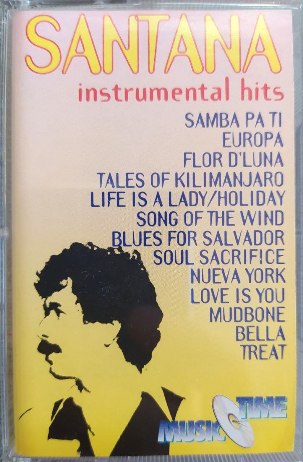 SANTANA
instrumental hits
SAMBA PA TI
EUROPA
FLOR D'LUNA
TALES OF KILIMANJARO
LIFE IS A LADY/HOLIDAY
SONG OF THE WIND
BLUES FOR SALVADOR
SOUL SACRIFICE
NUEVA YORK
LOVE IS YOU
MUDBONE
BELLA
TREAT
MUSIC TIME